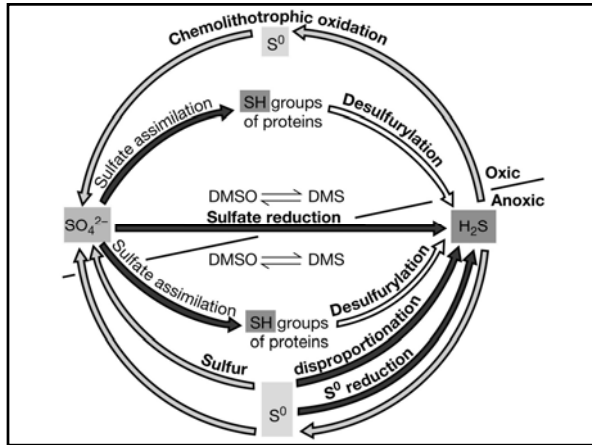 Chemolithotrophic oxidation
S⁰
Sulfate assimilation
SH groups
of proteins
Desulfurylation
Oxic
Anoxic
DMSO ⇌ DMS
Sulfate reduction
SO₄²⁻
H₂S
DMSO ⇌ DMS
Sulfate assimilation
SH groups
of proteins
Desulfurylation
Sulfur
disproportionation
S⁰ reduction
S⁰